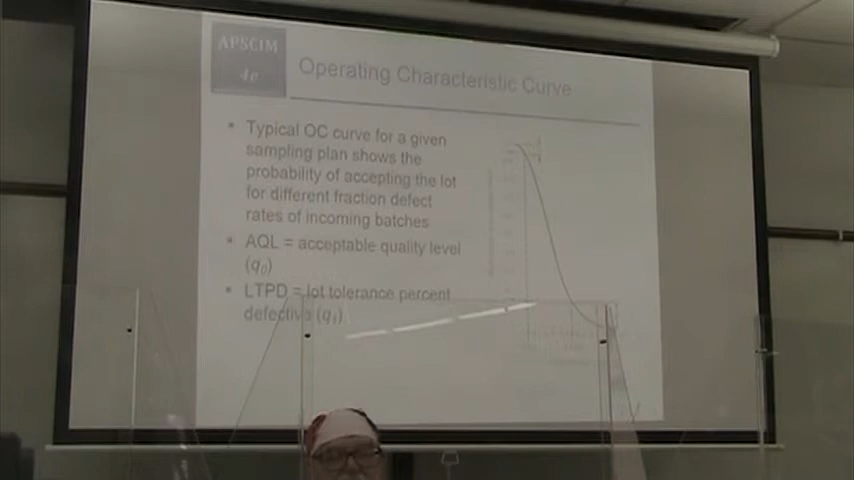 APSCIM
4e
Operating Characteristic Curve
Typical OC curve for a given
sampling plan shows the
probability of accepting the lot
for different fraction defect
rates of incoming batches
AQL = acceptable quality level
(q0)
LTPD = lot tolerance percent
defective (q1)